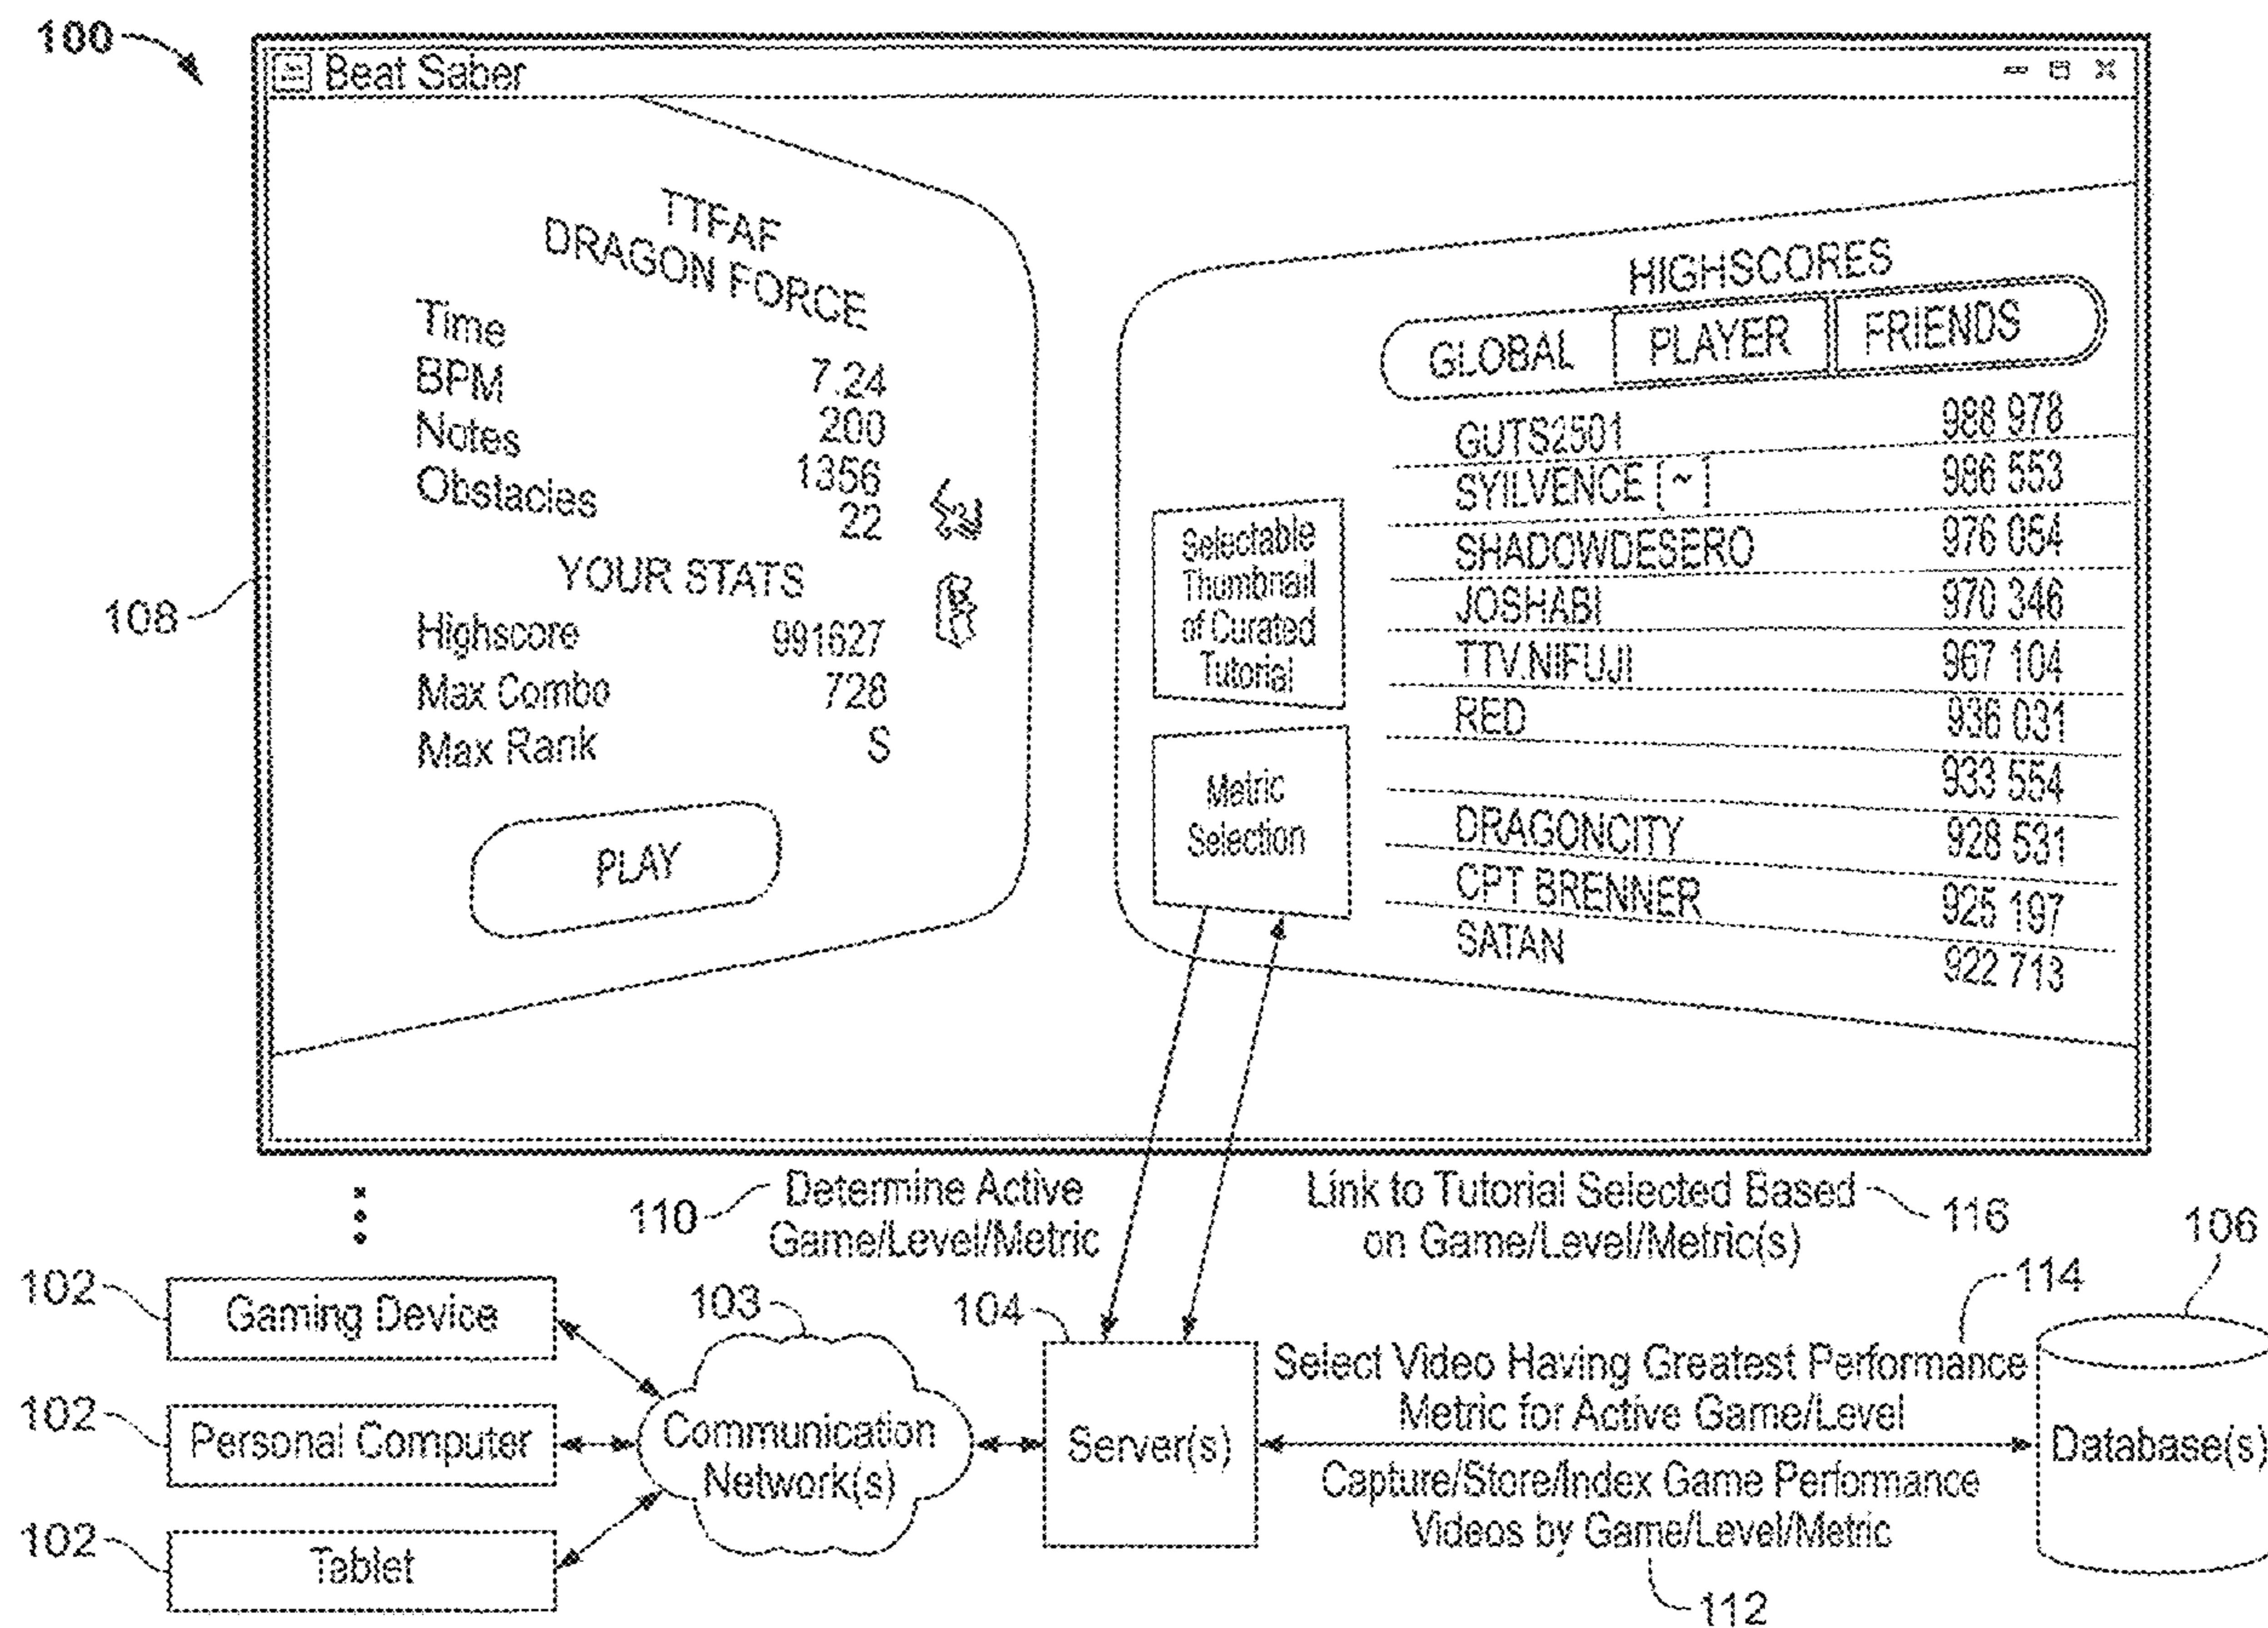 100
Beat Saber
TTFAF
DRAGON FORCE
Time
BPM 7.24
Notes 200
Obstacles 1356
22
YOUR STATS
Highscore 991627
Max Combo 728
Max Rank S
PLAY
108
HIGHSCORES
GLOBAL PLAYER FRIENDS
GUTS2501 988 978
SYILVENCE [~] 986 553
SHADOWDESERO 976 054
JOSHABI 970 346
TTV.NIFUJI 967 104
RED 936 031
933 554
DRAGONCITY 928 531
CPT BRENNER 925 197
SATAN 922 713
Selectable
Thumbnail
of Curated
Tutorial
Metric
Selection
110
Determine Active
Game/Level/Metric
Link to Tutorial Selected Based
on Game/Level/Metric(s)
116
102
Gaming Device
102
Personal Computer
102
Tablet
103
Communication
Network(s)
104
Server(s)
114
Select Video Having Greatest Performance
Metric for Active Game/Level
Capture/Store/Index Game Performance
Videos by Game/Level/Metric
112
106
Database(s)